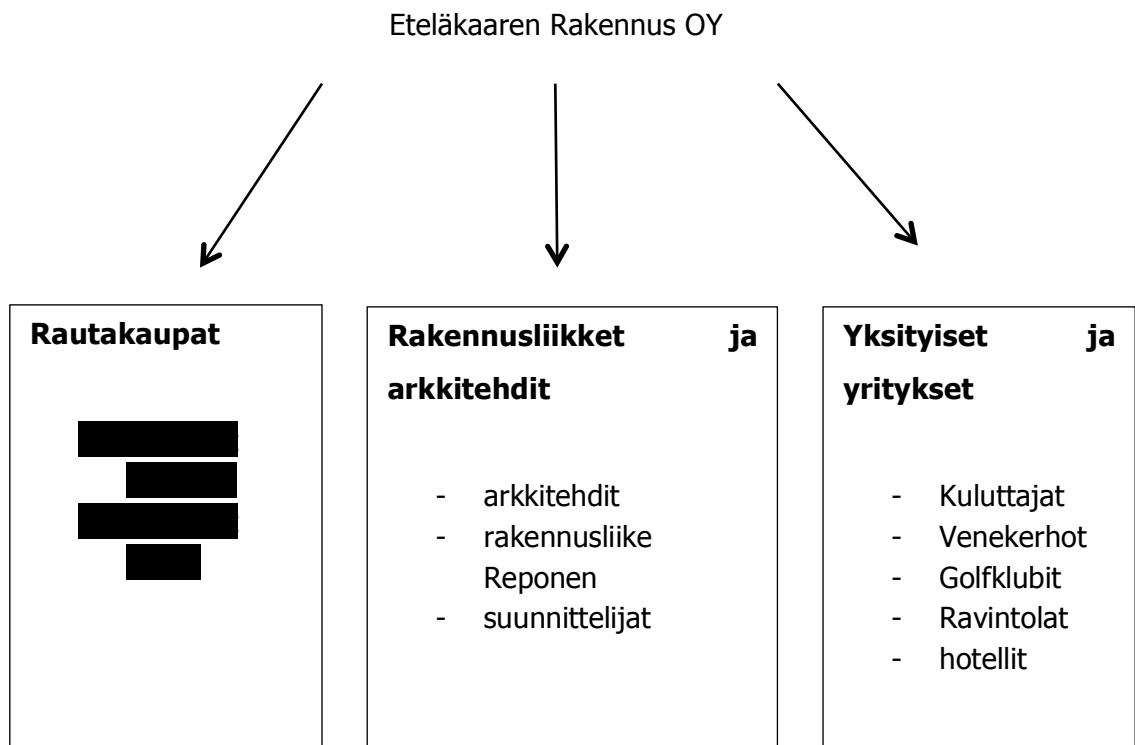 Eteläkaaren Rakennus OY
Rautakaupat
Rakennusliikket ja
arkkitehdit
- arkkitehdit
- rakennusliike
Reponen
- suunnittelijat
Yksityiset ja
yritykset
- Kuluttajat
- Venekerhot
- Golfklubit
- Ravintolat
- hotellit